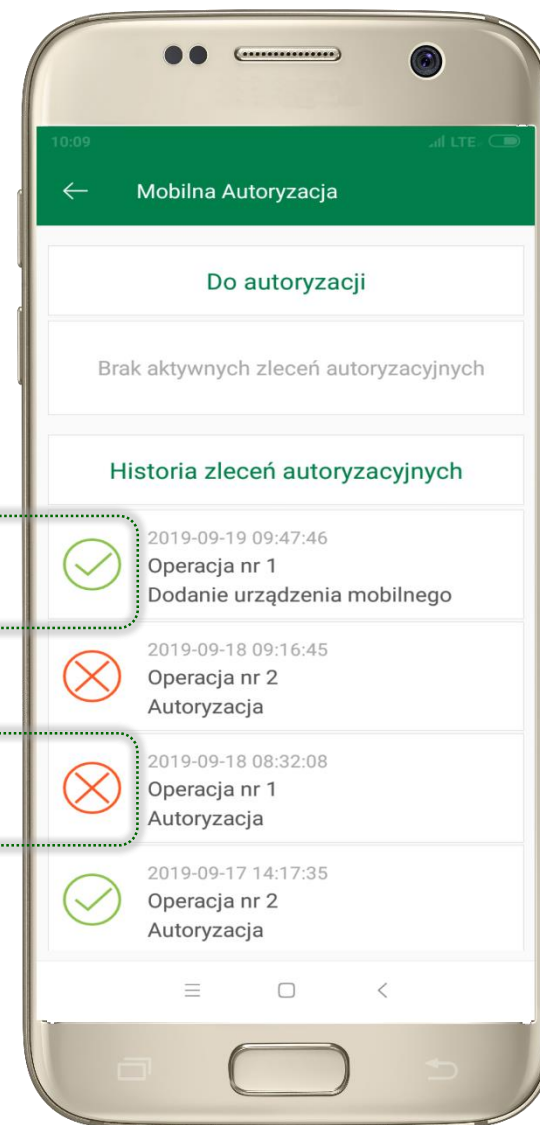 10:09 LTE
Mobilna Autoryzacja
Do autoryzacji
Brak aktywnych zleceń autoryzacyjnych
Historia zleceń autoryzacyjnych
2019-09-19 09:47:46
Operacja nr 1
Dodanie urządzenia mobilnego
2019-09-18 09:16:45
Operacja nr 2
Autoryzacja
2019-09-18 08:32:08
Operacja nr 1
Autoryzacja
2019-09-17 14:17:35
Operacja nr 2
Autoryzacja